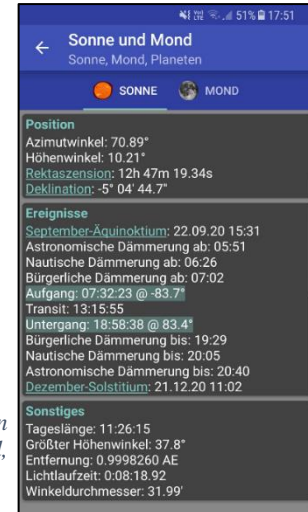 51% 17:51
Sonne und Mond
Sonne, Mond, Planeten
SONNE MOND
Position
Azimutwinkel: 70.89°
Höhenwinkel: 10.21°
Rektaszension: 12h 47m 19.34s
Deklination: -5° 04' 44.7"
Ereignisse
September-Äquinoktium: 22.09.20 15:31
Astronomische Dämmerung ab: 05:51
Nautische Dämmerung ab: 06:26
Bürgerliche Dämmerung ab: 07:02
Aufgang: 07:32:23 @ -83.7°
Transit: 13:15:55
Untergang: 18:58:38 @ 83.4°
Bürgerliche Dämmerung bis: 19:29
Nautische Dämmerung bis: 20:05
Astronomische Dämmerung bis: 20:40
Dezember-Solstitium: 21.12.20 11:02
Sonstiges
Tageslänge: 11:26:15
Größter Höhenwinkel: 37.8°
Entfernung: 0.9998260 AE
Lichtlaufzeit: 0:08:18.92
Winkeldurchmesser: 31.99'